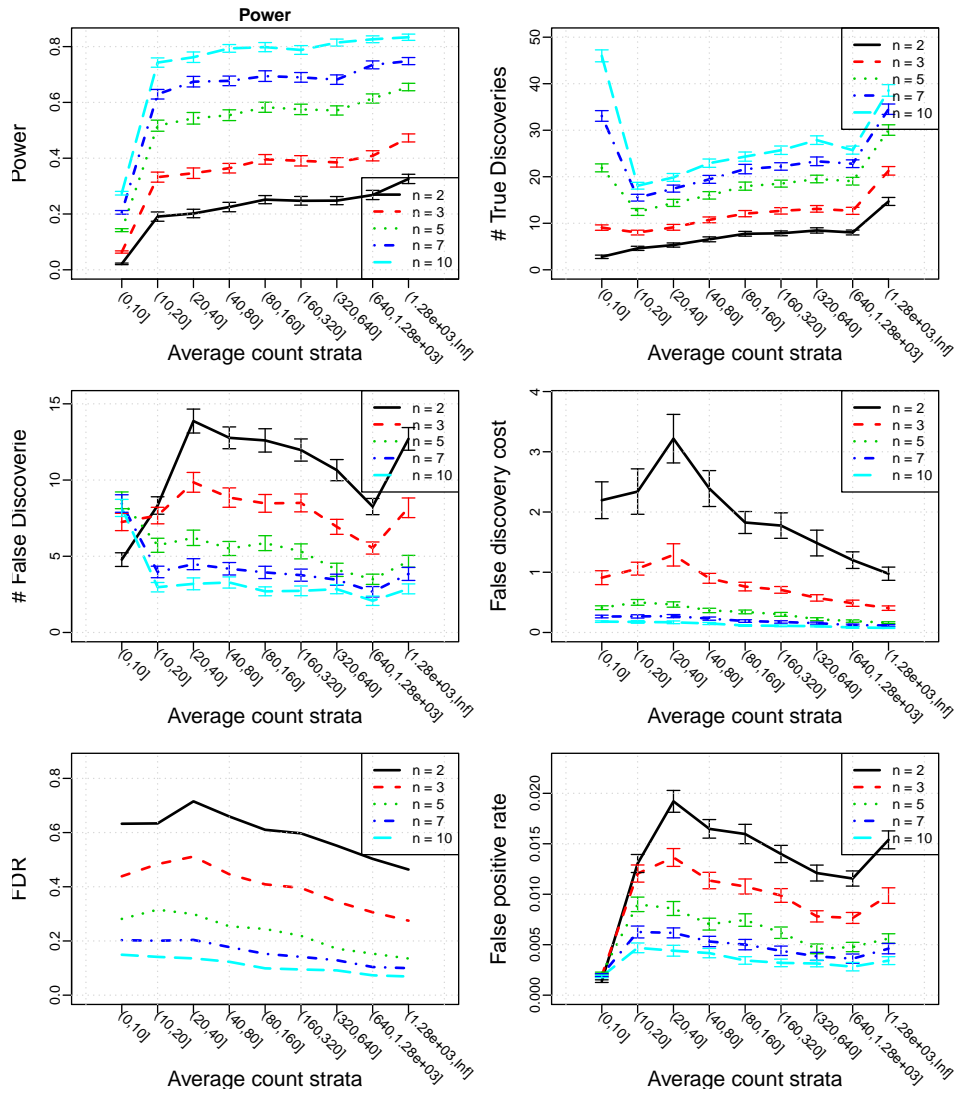 Power
Power
0.0 0.2 0.4 0.6 0.8
n = 2
n = 3
n = 5
n = 7
n = 10
(0,10] (10,20] (20,40] (40,80] (80,160] (160,320] (320,640] (640,1.28e+03] (1.28e+03,Inf]
Average count strata
# True Discoveries
0 10 20 30 40 50
n = 2
n = 3
n = 5
n = 7
n = 10
(0,10] (10,20] (20,40] (40,80] (80,160] (160,320] (320,640] (640,1.28e+03] (1.28e+03,Inf]
Average count strata
# False Discoverie
0 5 10 15
n = 2
n = 3
n = 5
n = 7
n = 10
(0,10] (10,20] (20,40] (40,80] (80,160] (160,320] (320,640] (640,1.28e+03] (1.28e+03,Inf]
Average count strata
False discovery cost
0 1 2 3 4
n = 2
n = 3
n = 5
n = 7
n = 10
(0,10] (10,20] (20,40] (40,80] (80,160] (160,320] (320,640] (640,1.28e+03] (1.28e+03,Inf]
Average count strata
FDR
0.0 0.2 0.4 0.6 0.8
n = 2
n = 3
n = 5
n = 7
n = 10
(0,10] (10,20] (20,40] (40,80] (80,160] (160,320] (320,640] (640,1.28e+03] (1.28e+03,Inf]
Average count strata
False positive rate
0.000 0.005 0.010 0.015 0.020
n = 2
n = 3
n = 5
n = 7
n = 10
(0,10] (10,20] (20,40] (40,80] (80,160] (160,320] (320,640] (640,1.28e+03] (1.28e+03,Inf]
Average count strata